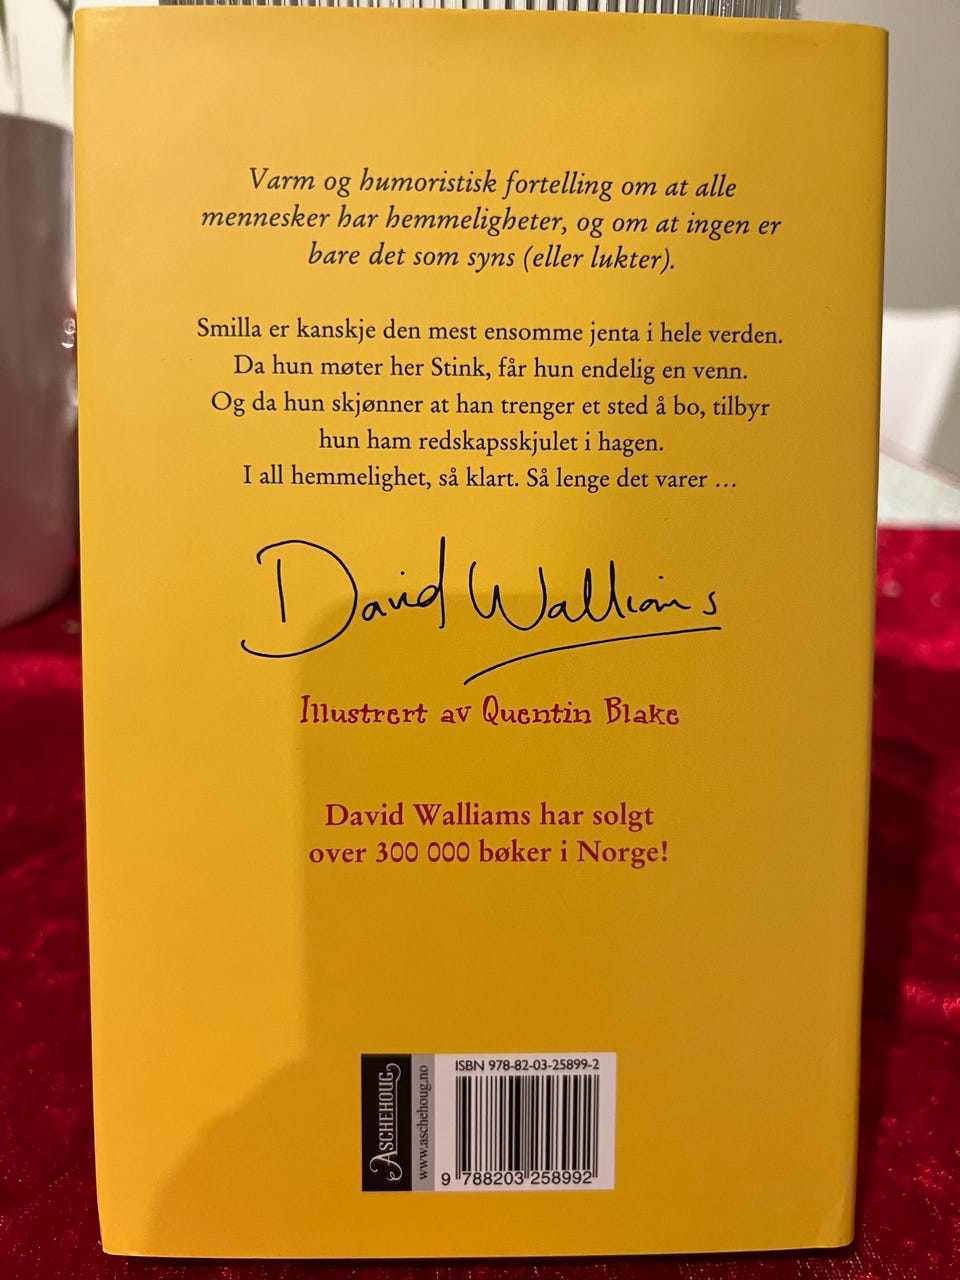 Varm og humoristisk fortelling om at alle
mennesker har hemmeligheter, og om at ingen er
bare det som syns (eller lukter).
Smilla er kanskje den mest ensomme jenta i hele verden.
Da hun møter her Stink, får hun endelig en venn.
Og da hun skjønner at han trenger et sted å bo, tilbyr
hun ham redskapsskjulet i hagen.
I all hemmelighet, så klart. Så lenge det varer ...
David Walliams
Illustrert av Quentin Blake
David Walliams har solgt
over 300 000 bøker i Norge!
ASCHEHOUG
www.aschehoug.no
ISBN 978-82-03-25899-2
9 788203 258992